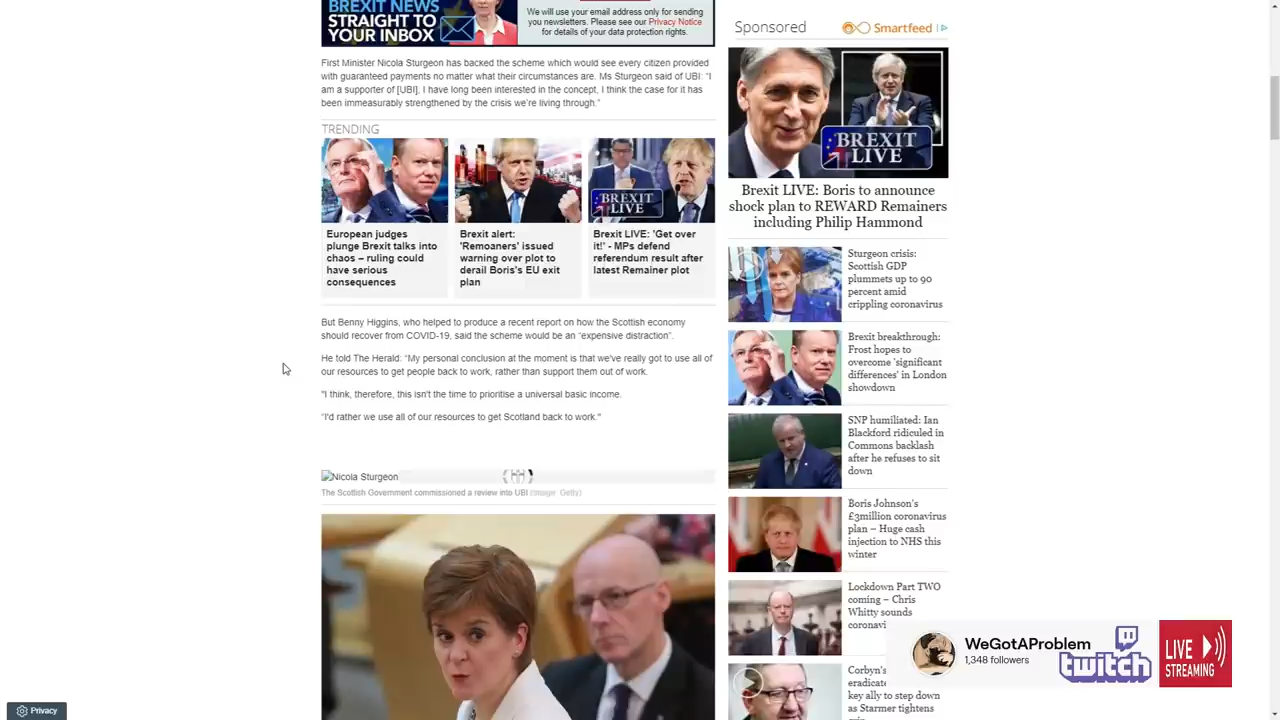 BREXIT NEWS
STRAIGHT TO
YOUR INBOX
We will use your email address only for sending
you newsletters. Please see our Privacy Notice
for details of your data protection rights.
First Minister Nicola Sturgeon has backed the scheme which would see every citizen provided
with guaranteed payments no matter what their circumstances are. Ms Sturgeon said of UBI: "I
am a supporter of [UBI], I have long been interested in the concept, I think the case for it has
been immeasurably strengthened by the crisis we're living through."
TRENDING
European judges
plunge Brexit talks into
chaos – ruling could
have serious
consequences
Brexit alert:
'Remoaners' issued
warning over plot to
derail Boris's EU exit
plan
BREXIT
LIVE
Brexit LIVE: 'Get over
it!' - MPs defend
referendum result after
latest Remainer plot
But Benny Higgins, who helped to produce a recent report on how the Scottish economy
should recover from COVID-19, said the scheme would be an "expensive distraction".
He told The Herald: "My personal conclusion at the moment is that we've really got to use all of
our resources to get people back to work, rather than support them out of work.
"I think, therefore, this isn't the time to prioritise a universal basic income.
"I'd rather we use all of our resources to get Scotland back to work."
Nicola Sturgeon
The Scottish Government commissioned a review into UBI (Image: Getty)
Sponsored
Smartfeed
BREXIT
LIVE
Brexit LIVE: Boris to announce
shock plan to REWARD Remainers
including Philip Hammond
Sturgeon crisis:
Scottish GDP
plummets up to 90
percent amid
crippling coronavirus
Brexit breakthrough:
Frost hopes to
overcome 'significant
differences' in London
showdown
SNP humiliated: Ian
Blackford ridiculed in
Commons backlash
after he refuses to sit
down
Boris Johnson's
£3million coronavirus
plan – Huge cash
injection to NHS this
winter
Lockdown Part TWO
coming – Chris
Whitty sounds
Corbyn's
key ally to step down
as Starmer tightens
WeGotAProblem
1,348 followers
twitch
LIVE
STREAMING
Privacy